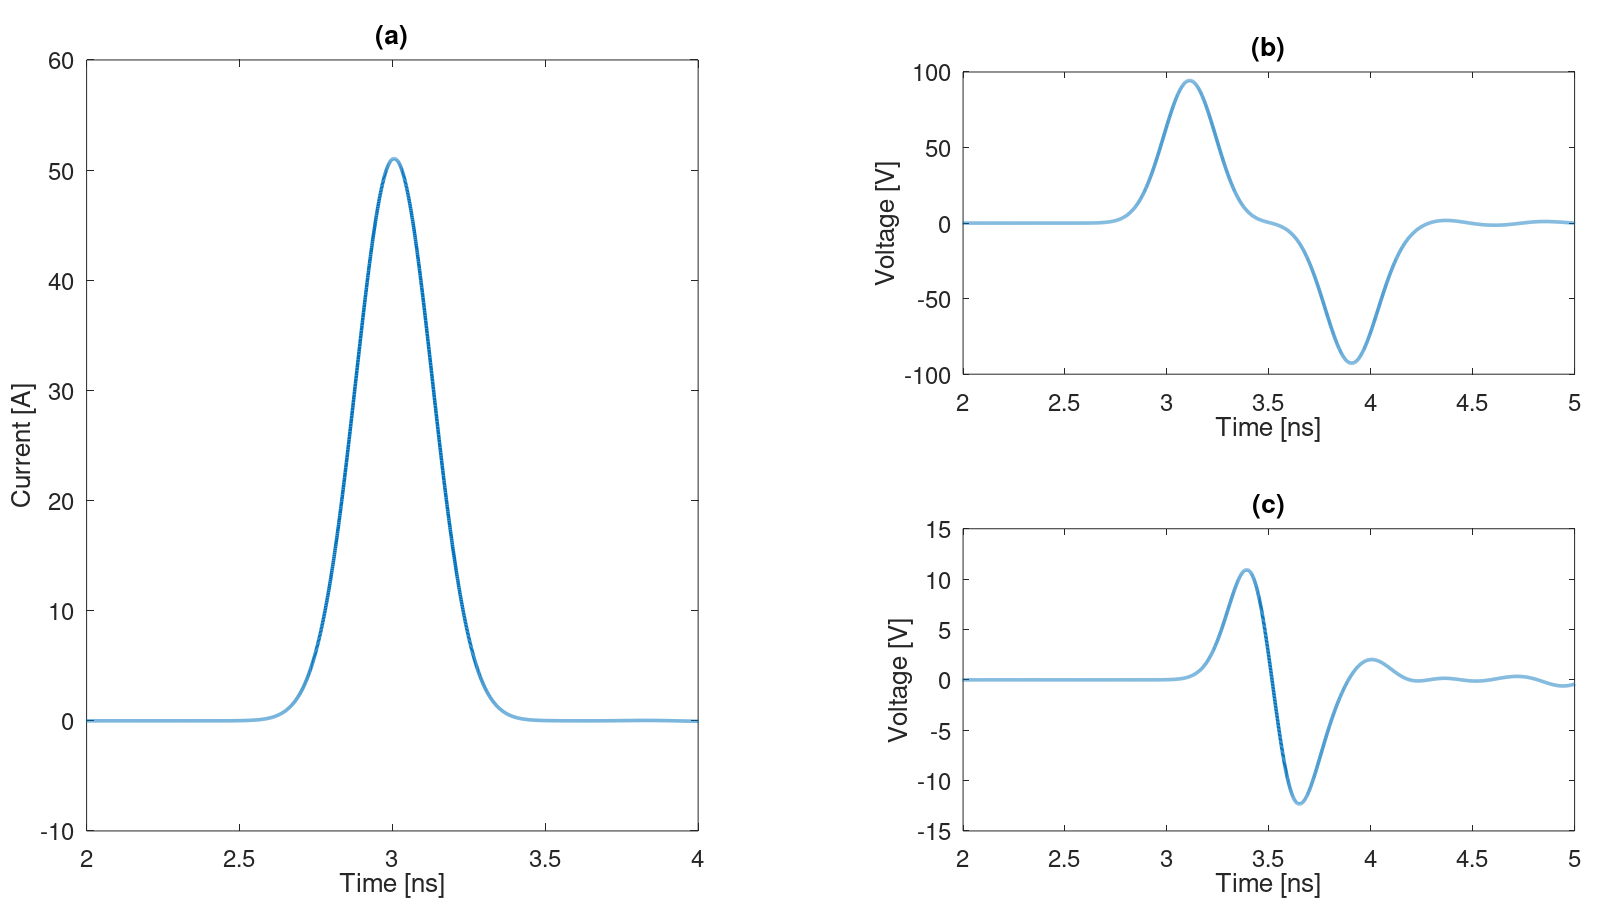 (a)
60
50
40
30
20
10
0
-10
Current [A]
2 2.5 3 3.5 4
Time [ns]
(b)
100
50
0
-50
-100
Voltage [V]
2 2.5 3 3.5 4 4.5 5
Time [ns]
(c)
15
10
5
0
-5
-10
-15
Voltage [V]
2 2.5 3 3.5 4 4.5 5
Time [ns]